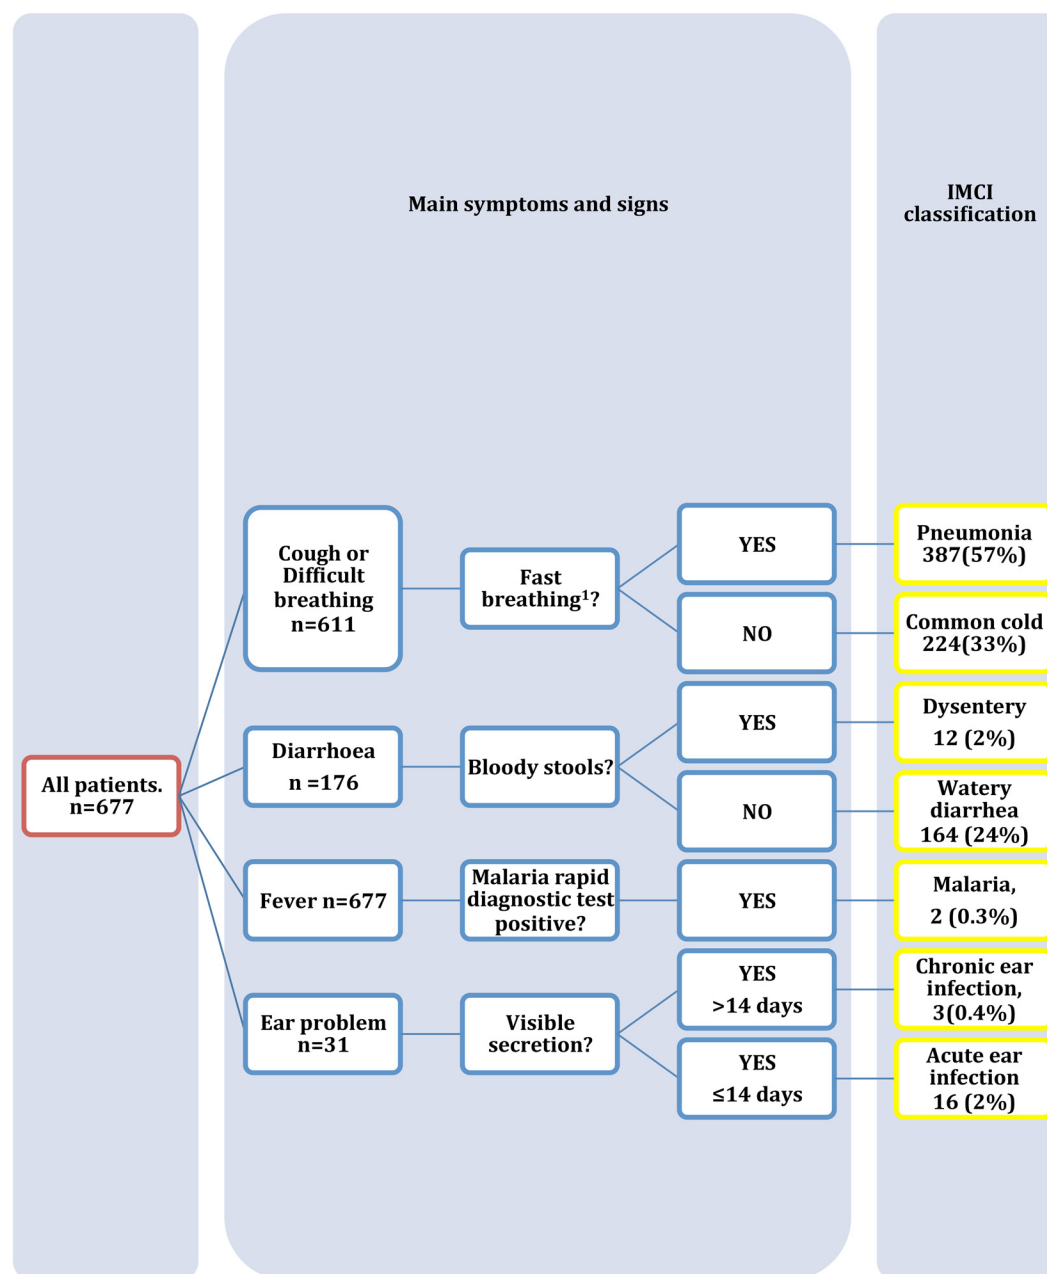 Main symptoms and signs
IMCI
classification
All patients.
n=677
Cough or
Difficult
breathing
n=611
Fast
breathing¹?
YES
Pneumonia
387(57%)
NO
Common cold
224(33%)
Diarrhoea
n =176
Bloody stools?
YES
Dysentery
12 (2%)
NO
Watery
diarrhea
164 (24%)
Fever n=677
Malaria rapid
diagnostic test
positive?
YES
Malaria,
2 (0.3%)
Ear problem
n=31
Visible
secretion?
YES
>14 days
Chronic ear
infection,
3(0.4%)
YES
≤14 days
Acute ear
infection
16 (2%)